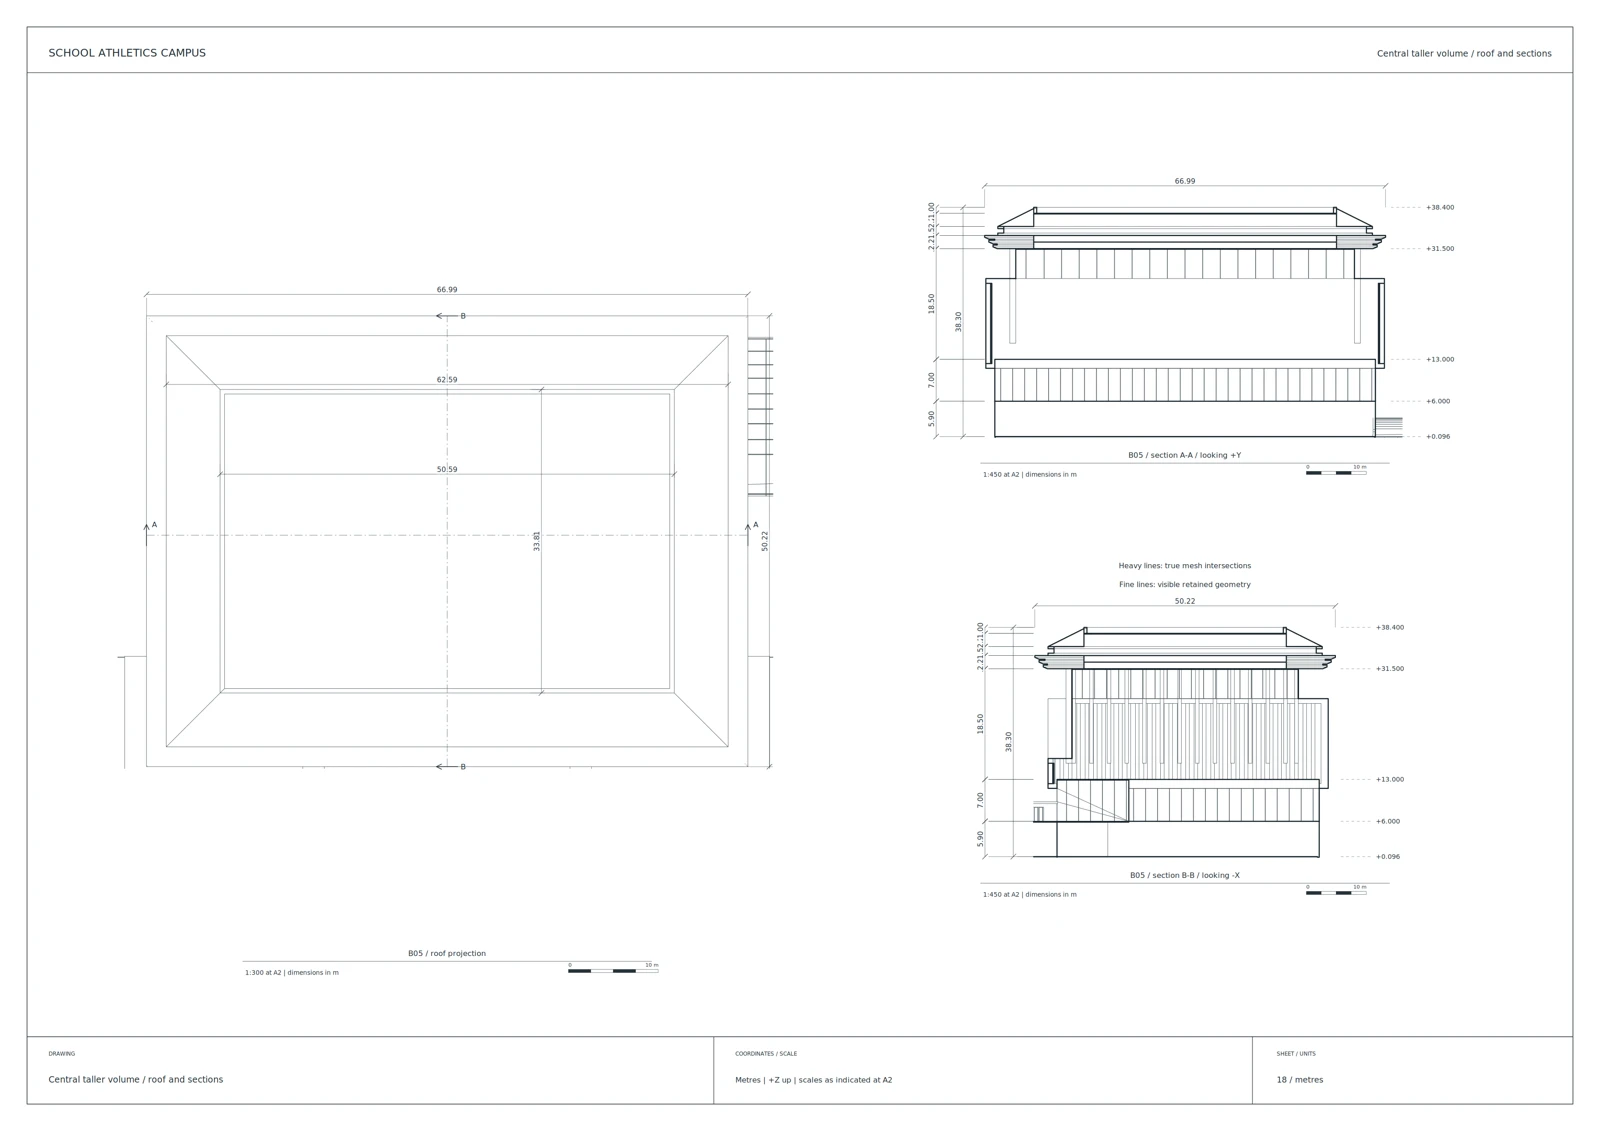 SCHOOL ATHLETICS CAMPUS
Central taller volume / roof and sections
66.99
B
62.59
50.59
33.81
A
A
50.22
B
B05 / roof projection
1:300 at A2 | dimensions in m
0
10 m
66.99
1.00
18.50
7.00
5.90
38.30
+38.400
+31.500
+13.000
+6.000
+0.096
B05 / section A-A / looking +Y
1:450 at A2 | dimensions in m
0
10 m
Heavy lines: true mesh intersections
Fine lines: visible retained geometry
50.22
1.00
18.50
7.00
5.90
38.30
+38.400
+31.500
+13.000
+6.000
+0.096
B05 / section B-B / looking -X
1:450 at A2 | dimensions in m
0
10 m
DRAWING
Central taller volume / roof and sections
COORDINATES / SCALE
Metres | +Z up | scales as indicated at A2
SHEET / UNITS
18 / metres